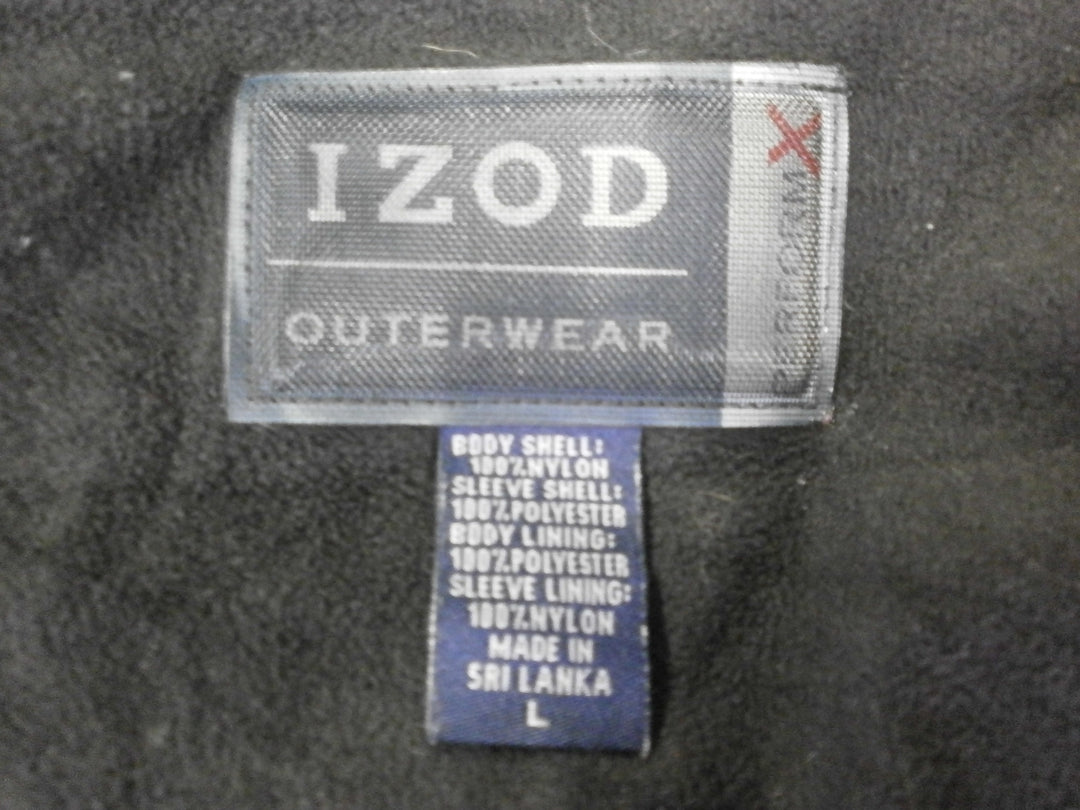 IZOD
OUTERWEAR
PERFORM X
BODY SHELL:
100%NYLON
SLEEVE SHELL:
100%POLYESTER
BODY LINING:
100%POLYESTER
SLEEVE LINING:
100%NYLON
MADE IN
SRI LANKA
L